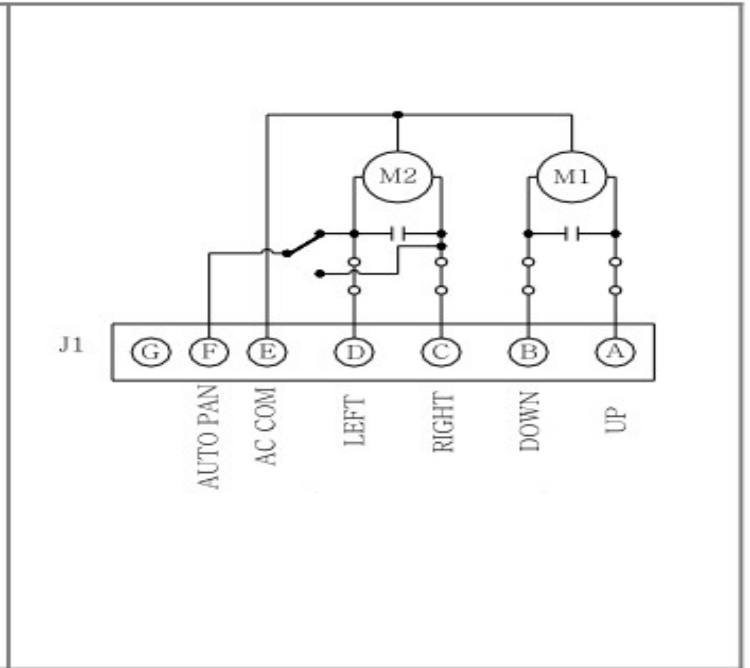 M2 M1
J1 G F E D C B A
AUTO PAN
AC COM
LEFT
RIGHT
DOWN
UP